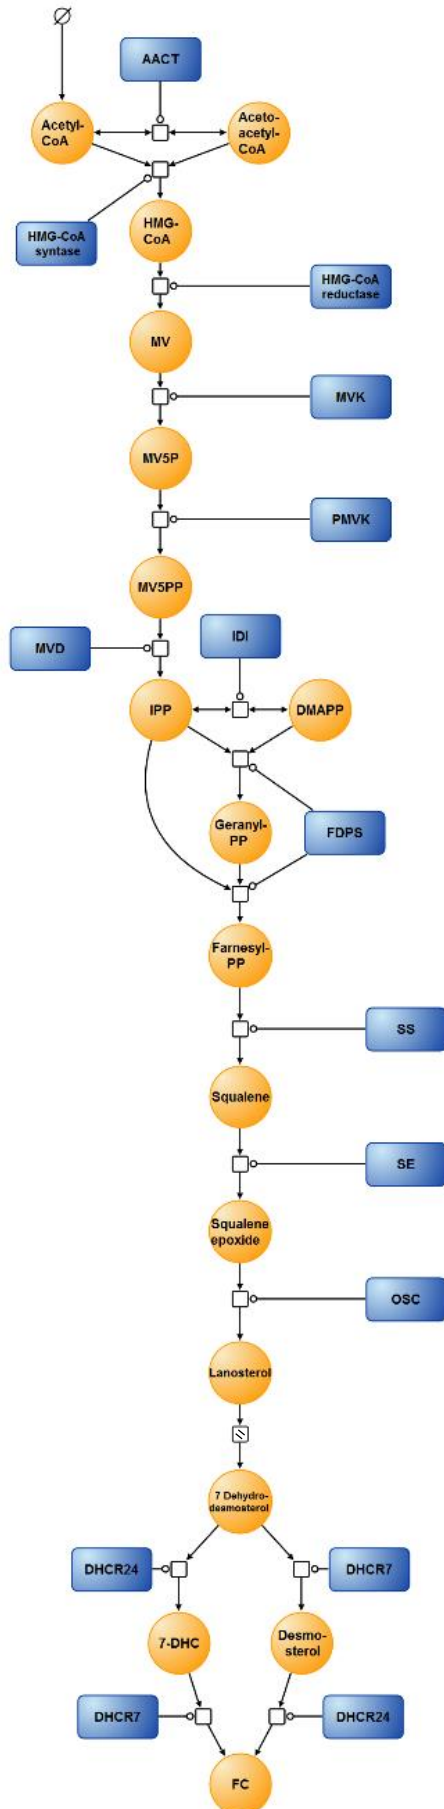 AACT
Acetyl-
CoA
Aceto-
acetyl-
CoA
HMG-CoA
syntase
HMG-
CoA
HMG-CoA
reductase
MV
MVK
MV5P
PMVK
MV5PP
MVD
IDI
IPP
DMAPP
Geranyl-
PP
FDPS
Farnesyl-
PP
SS
Squalene
SE
Squalene
epoxide
OSC
Lanosterol
7 Dehydro-
desmosterol
DHCR24
DHCR7
7-DHC
Desmo-
sterol
DHCR7
DHCR24
FC